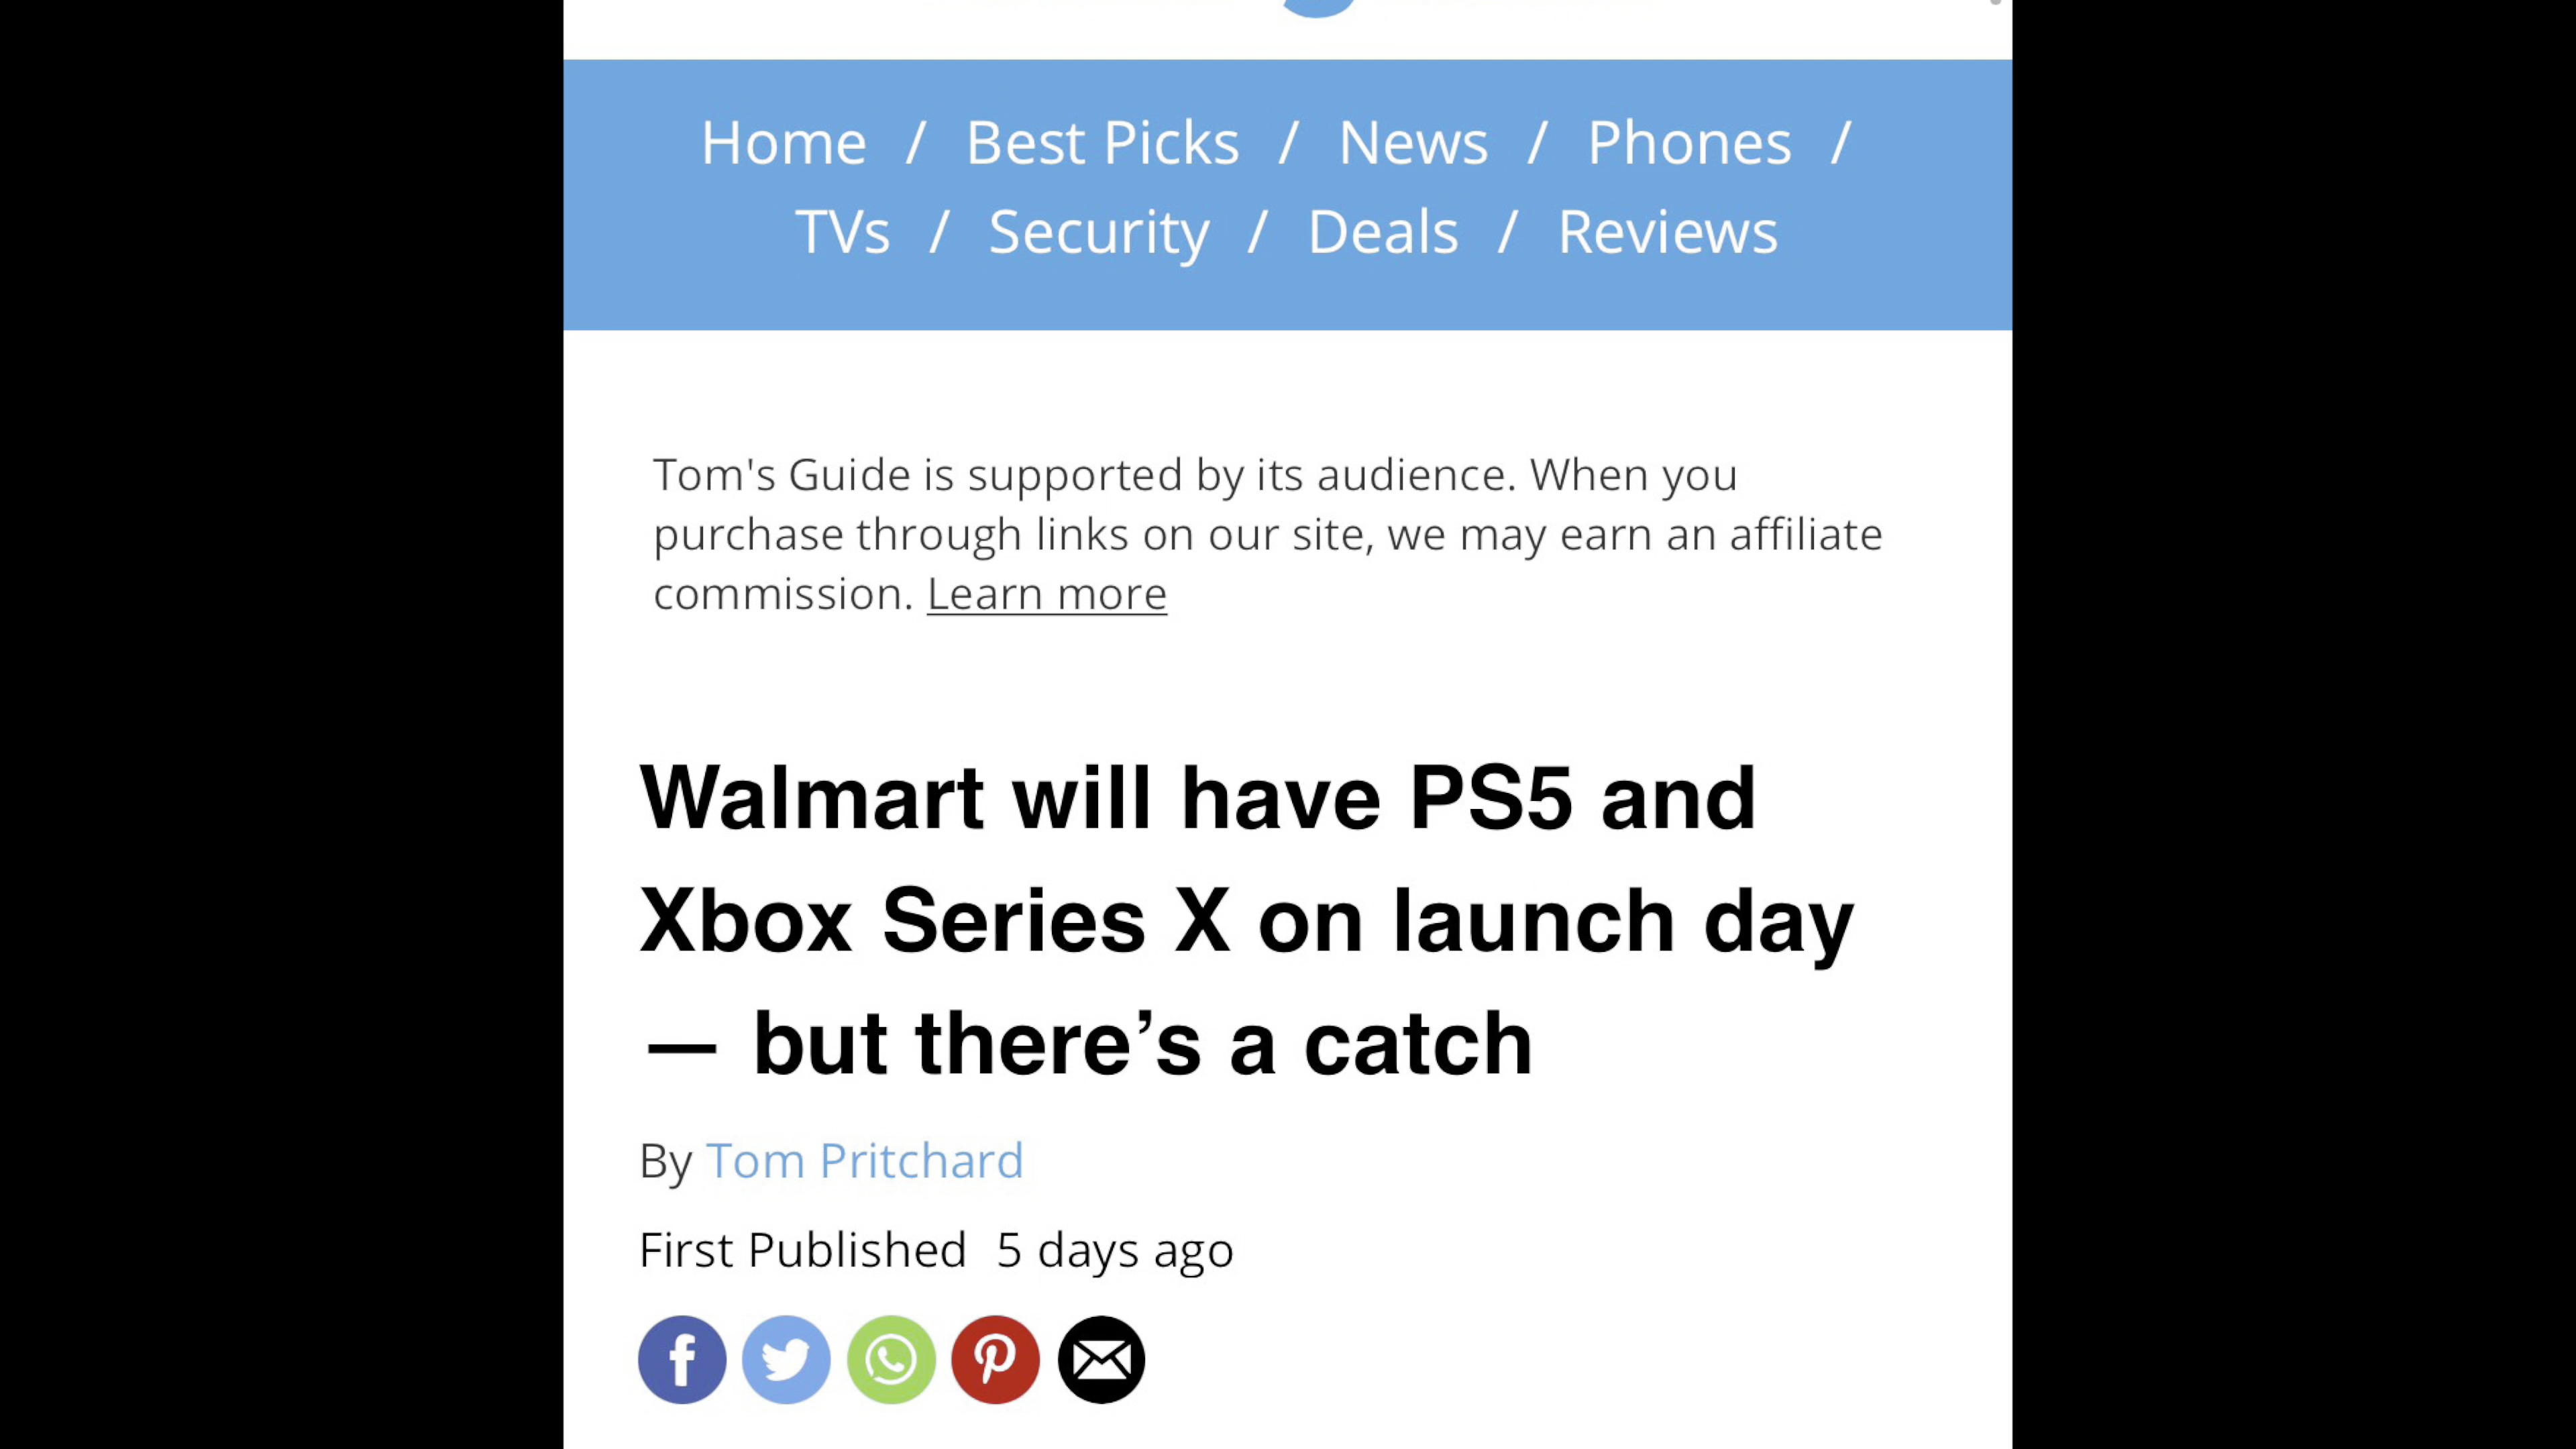 Home / Best Picks / News / Phones /
TVs / Security / Deals / Reviews
Tom's Guide is supported by its audience. When you
purchase through links on our site, we may earn an affiliate
commission. Learn more
Walmart will have PS5 and
Xbox Series X on launch day
— but there’s a catch
By Tom Pritchard
First Published 5 days ago